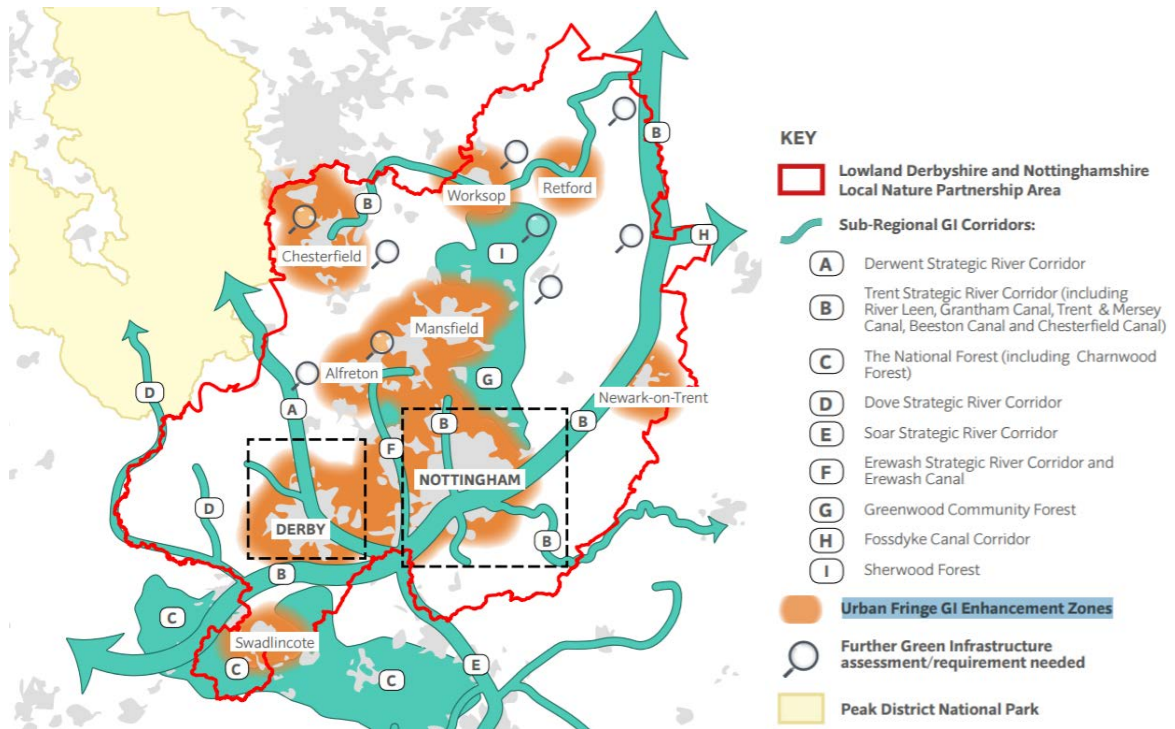 B
Worksop
Retford
B
Chesterfield
I
H
Mansfield
Alfreton
D
A
G
Newark-on-Trent
B
B
F
NOTTINGHAM
D
DERBY
B
B
C
Swadlincote
C
C
E
KEY
Lowland Derbyshire and Nottinghamshire
Local Nature Partnership Area
Sub-Regional GI Corridors:
A Derwent Strategic River Corridor
B Trent Strategic River Corridor (including
River Leen, Grantham Canal, Trent & Mersey
Canal, Beeston Canal and Chesterfield Canal)
C The National Forest (including Charnwood
Forest)
D Dove Strategic River Corridor
E Soar Strategic River Corridor
F Erewash Strategic River Corridor and
Erewash Canal
G Greenwood Community Forest
H Fossdyke Canal Corridor
I Sherwood Forest
Urban Fringe GI Enhancement Zones
Further Green Infrastructure
assessment/requirement needed
Peak District National Park